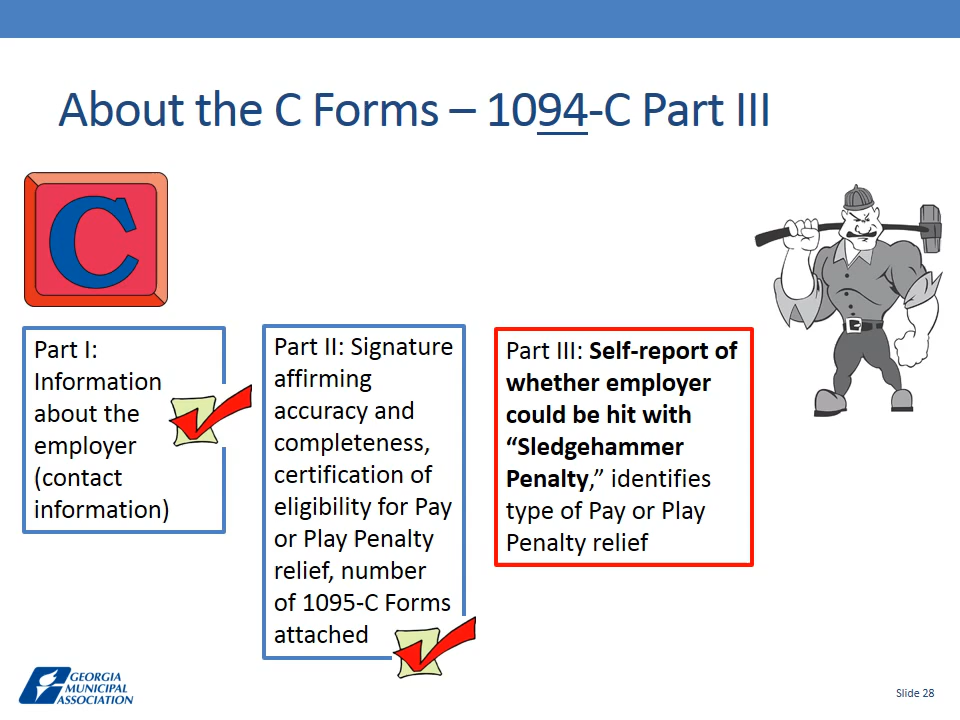 About the C Forms – 1094-C Part III
C
Part I:
Information
about the
employer
(contact
information)
Part II: Signature
affirming
accuracy and
completeness,
certification of
eligibility for Pay
or Play Penalty
relief, number
of 1095-C Forms
attached
Part III: Self-report of
whether employer
could be hit with
“Sledgehammer
Penalty,” identifies
type of Pay or Play
Penalty relief
GEORGIA
MUNICIPAL
ASSOCIATION
Slide 28